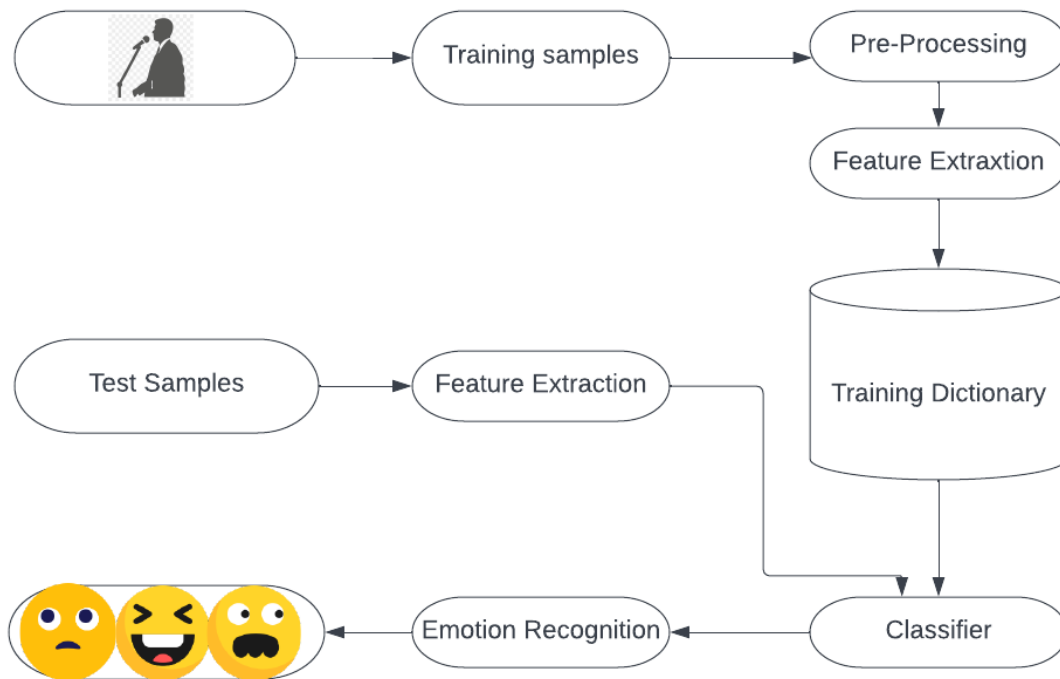 Training samples
Pre-Processing
Feature Extraxtion
Training Dictionary
Test Samples
Feature Extraction
Classifier
Emotion Recognition